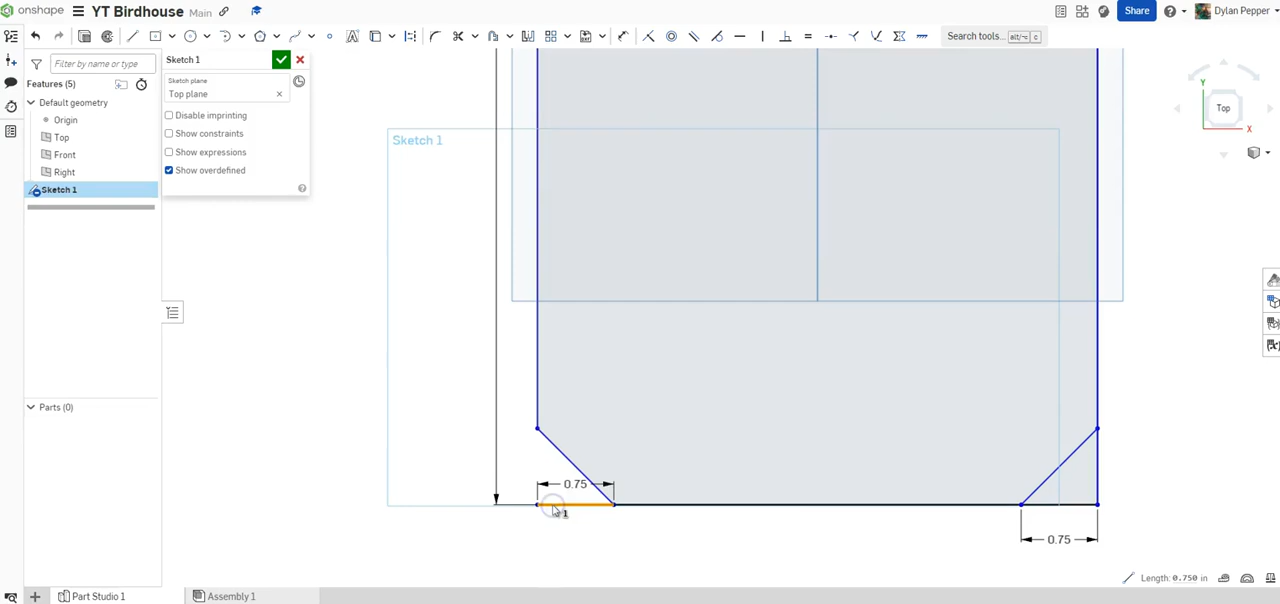 onshape
YT Birdhouse Main
Share
Dylan Pepper
Search tools... alt/⌥ c
Filter by name or type
Features (5)
Default geometry
Origin
Top
Front
Right
Sketch 1
Parts (0)
Sketch 1
Sketch plane
Top plane
Disable imprinting
Show constraints
Show expressions
Show overdefined
Sketch 1
Y
Top
X
0.75
1
0.75
Length: 0.750 in
Part Studio 1
Assembly 1